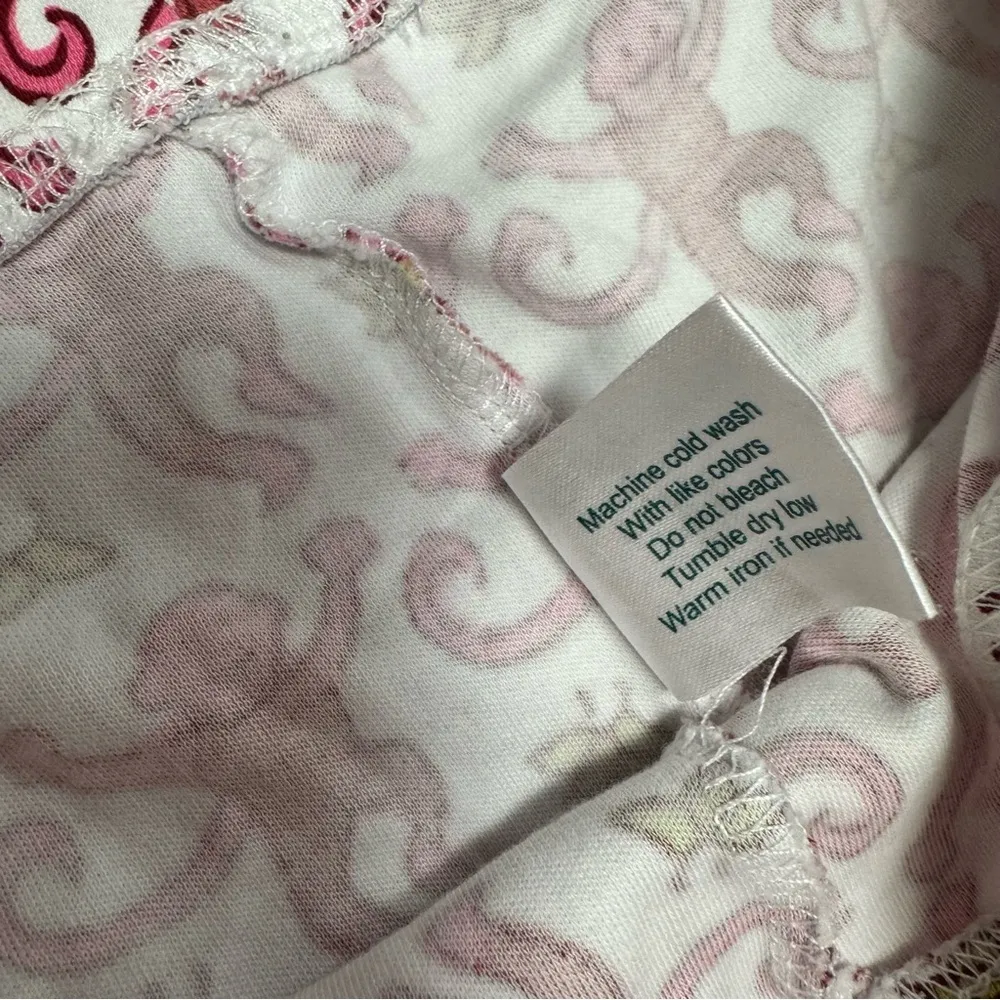 Machine cold wash
With like colors
Do not bleach
Tumble dry low
Warm iron if needed